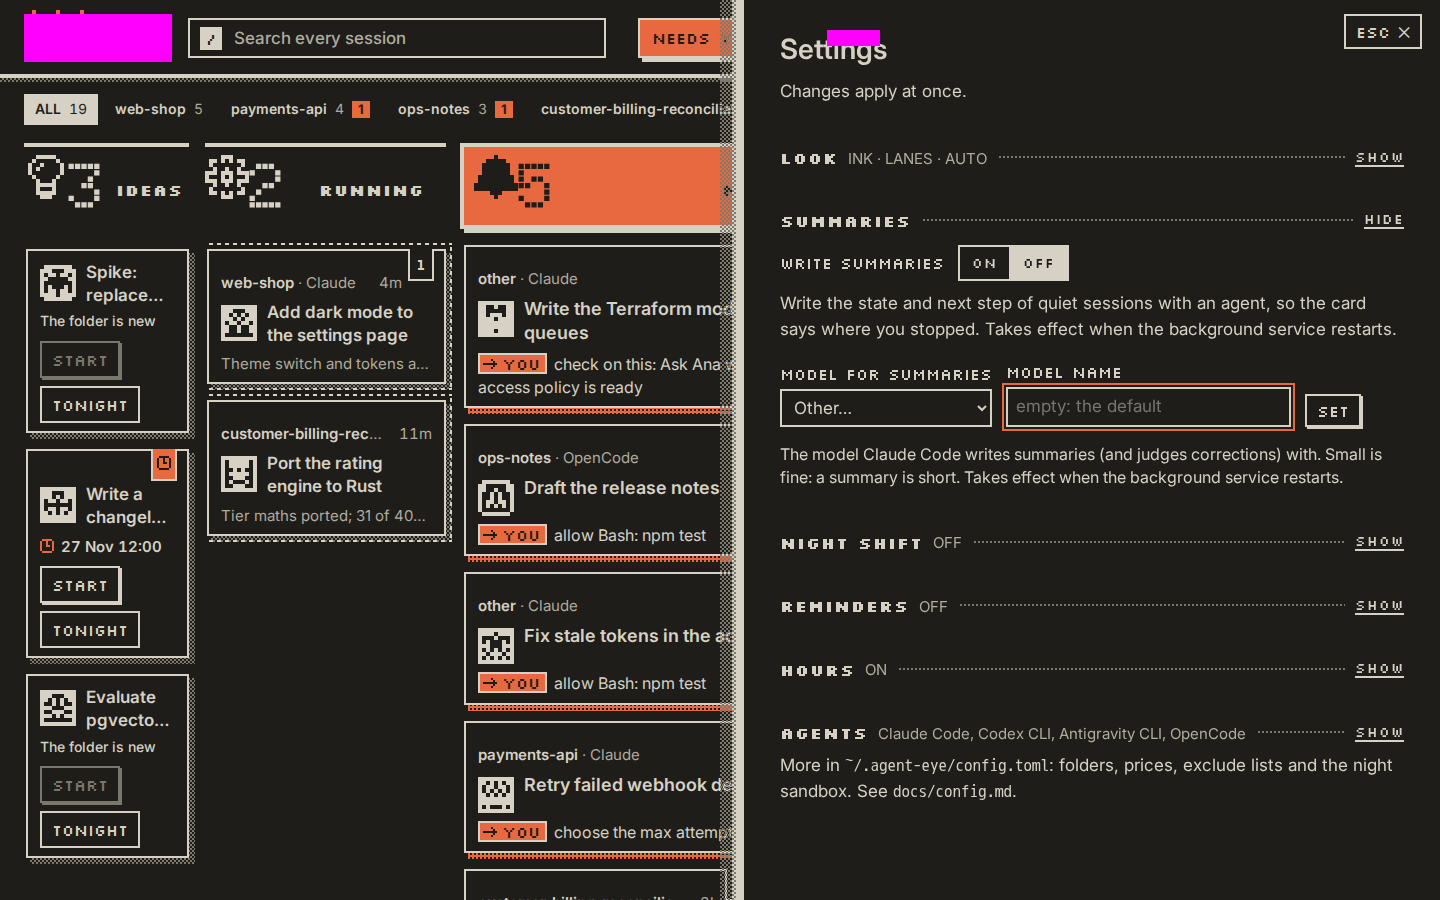 / Search every session
NEEDS
ALL 19 web-shop 5 payments-api 4 1 ops-notes 3 1
3 IDEAS
2 RUNNING
5
Spike:
replace...
The folder is new
START
TONIGHT
Write a
changel...
27 Nov 12:00
START
TONIGHT
Evaluate
pgvecto...
The folder is new
START
TONIGHT
1
web-shop · Claude 4m
Add dark mode to
the settings page
Theme switch and tokens a...
customer-billing-rec... 11m
Port the rating
engine to Rust
Tier maths ported; 31 of 40...
other · Claude
Write the Terraform
queues
→ YOU check on this: Ask Ana
access policy is ready
ops-notes · OpenCode
Draft the release notes
→ YOU allow Bash: npm test
other · Claude
Fix stale tokens in the
→ YOU allow Bash: npm test
payments-api · Claude
Retry failed webhook
→ YOU choose the max
Settings
ESC ×
Changes apply at once.
LOOK INK · LANES · AUTO SHOW
SUMMARIES HIDE
WRITE SUMMARIES ON OFF
Write the state and next step of quiet sessions with an agent, so the card
says where you stopped. Takes effect when the background service restarts.
MODEL FOR SUMMARIES MODEL NAME
Other... empty: the default SET
The model Claude Code writes summaries (and judges corrections) with. Small is
fine: a summary is short. Takes effect when the background service restarts.
NIGHT SHIFT OFF SHOW
REMINDERS OFF SHOW
HOURS ON SHOW
AGENTS Claude Code, Codex CLI, Antigravity CLI, OpenCode SHOW
More in ~/.agent-eye/config.toml: folders, prices, exclude lists and the night
sandbox. See docs/config.md.